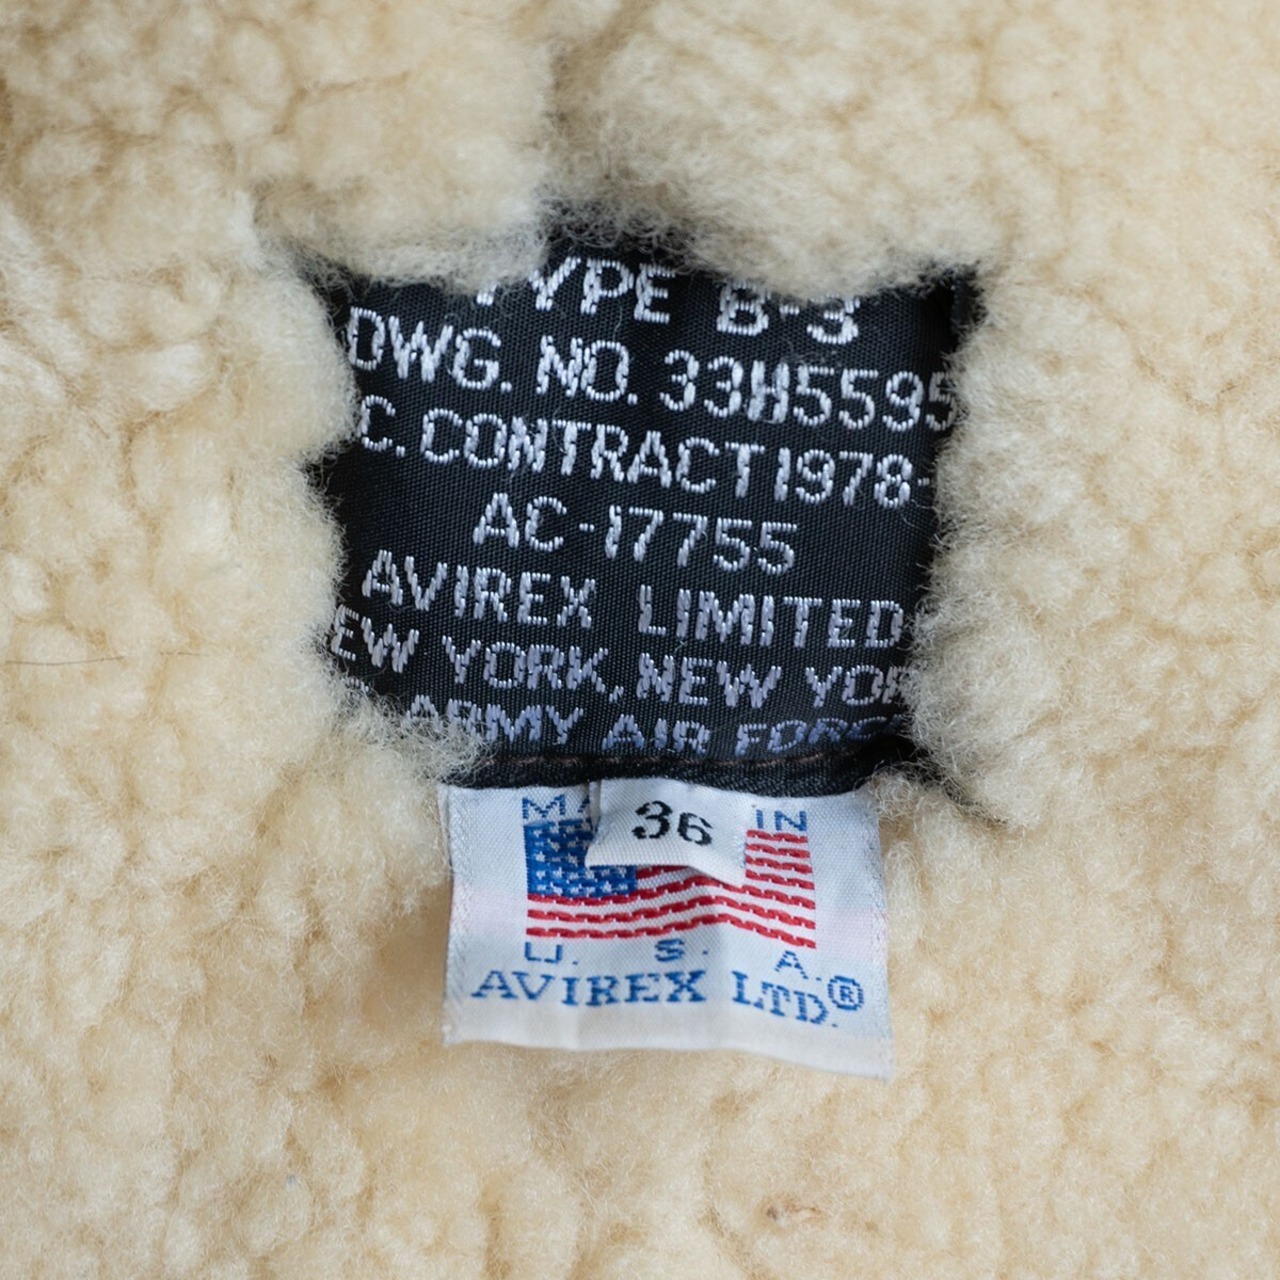 TYPE B-3
DWG. NO. 33H5595
C. CONTRACT 1978-
AC-17755
AVIREX LIMITED
EW YORK, NEW YOR
ARMY AIR FORC
36
IN
U. S. A.
AVIREX LTD.®